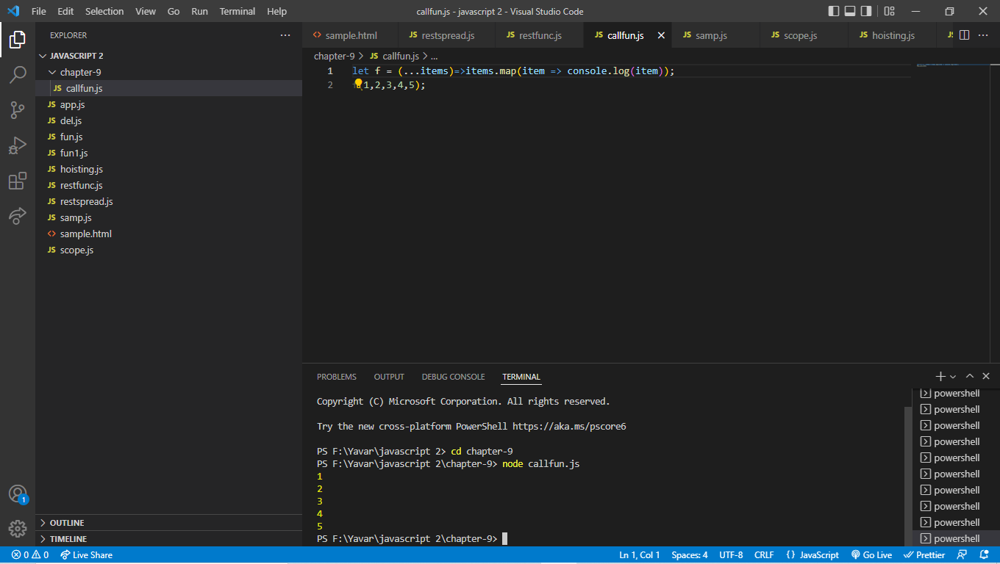 File Edit Selection View Go Run Terminal Help callfun.js - javascript 2 - Visual Studio Code
EXPLORER
JAVASCRIPT 2
chapter-9
JS callfun.js
JS app.js
JS del.js
JS fun.js
JS fun1.js
JS hoisting.js
JS restfunc.js
JS restspread.js
JS samp.js
<> sample.html
JS scope.js
OUTLINE
TIMELINE
<> sample.html JS restspread.js JS restfunc.js JS callfun.js JS samp.js JS scope.js JS hoisting.js
chapter-9 > JS callfun.js > ...
1 let f = (...items)=>items.map(item => console.log(item));
2 (1,2,3,4,5);
PROBLEMS OUTPUT DEBUG CONSOLE TERMINAL
Copyright (C) Microsoft Corporation. All rights reserved.
Try the new cross-platform PowerShell https://aka.ms/pscore6
PS F:\Yavar\javascript 2> cd chapter-9
PS F:\Yavar\javascript 2\chapter-9> node callfun.js
1
2
3
4
5
PS F:\Yavar\javascript 2\chapter-9>
powershell
powershell
powershell
powershell
powershell
powershell
powershell
powershell
powershell
powershell
1
0 0 Live Share Ln 1, Col 1 Spaces: 4 UTF-8 CRLF {} JavaScript Go Live Prettier